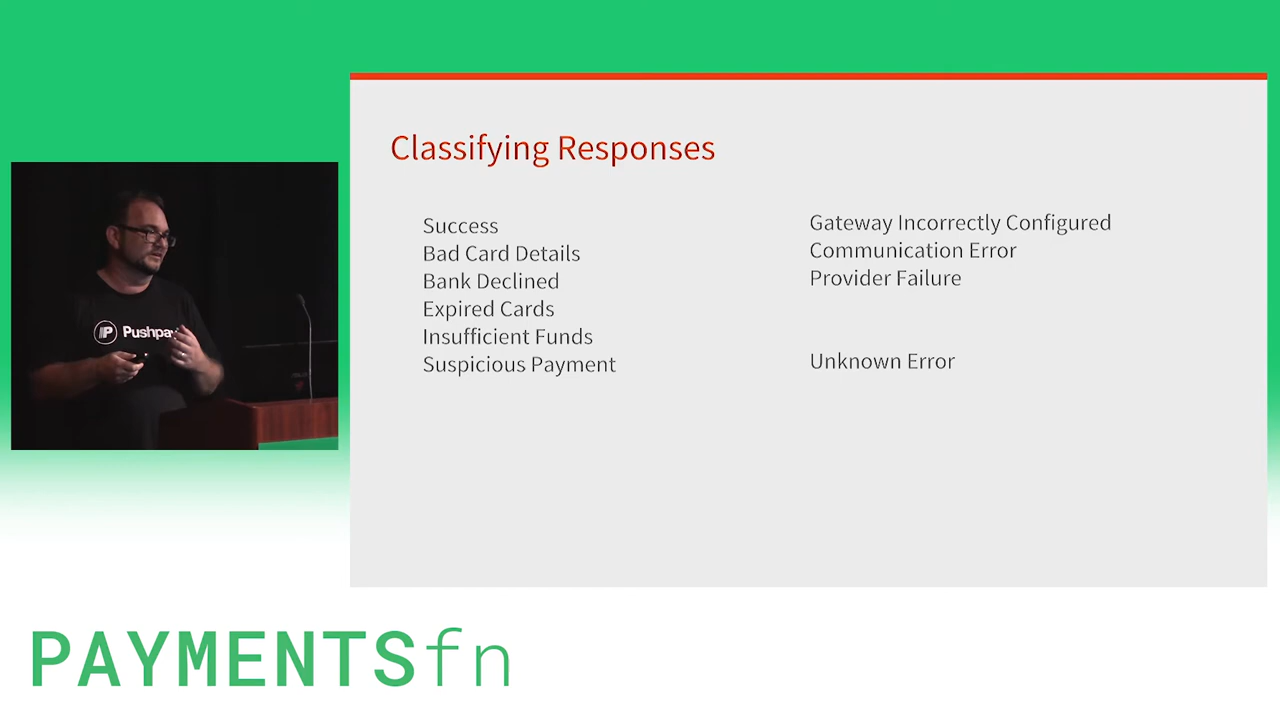 Classifying Responses
Success
Bad Card Details
Bank Declined
Expired Cards
Insufficient Funds
Suspicious Payment
Gateway Incorrectly Configured
Communication Error
Provider Failure
Unknown Error
Pushpay
PAYMENTSfn